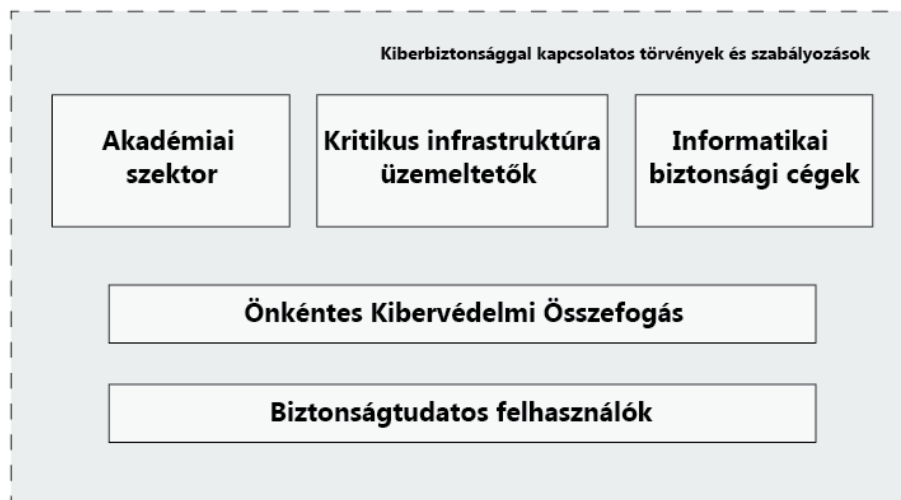 Kiberbiztonsággal kapcsolatos törvények és szabályozások
Akadémiai
szektor
Kritikus infrastruktúra
üzemeltetők
Informatikai
biztonsági cégek
Önkéntes Kibervédelmi Összefogás
Biztonságtudatos felhasználók